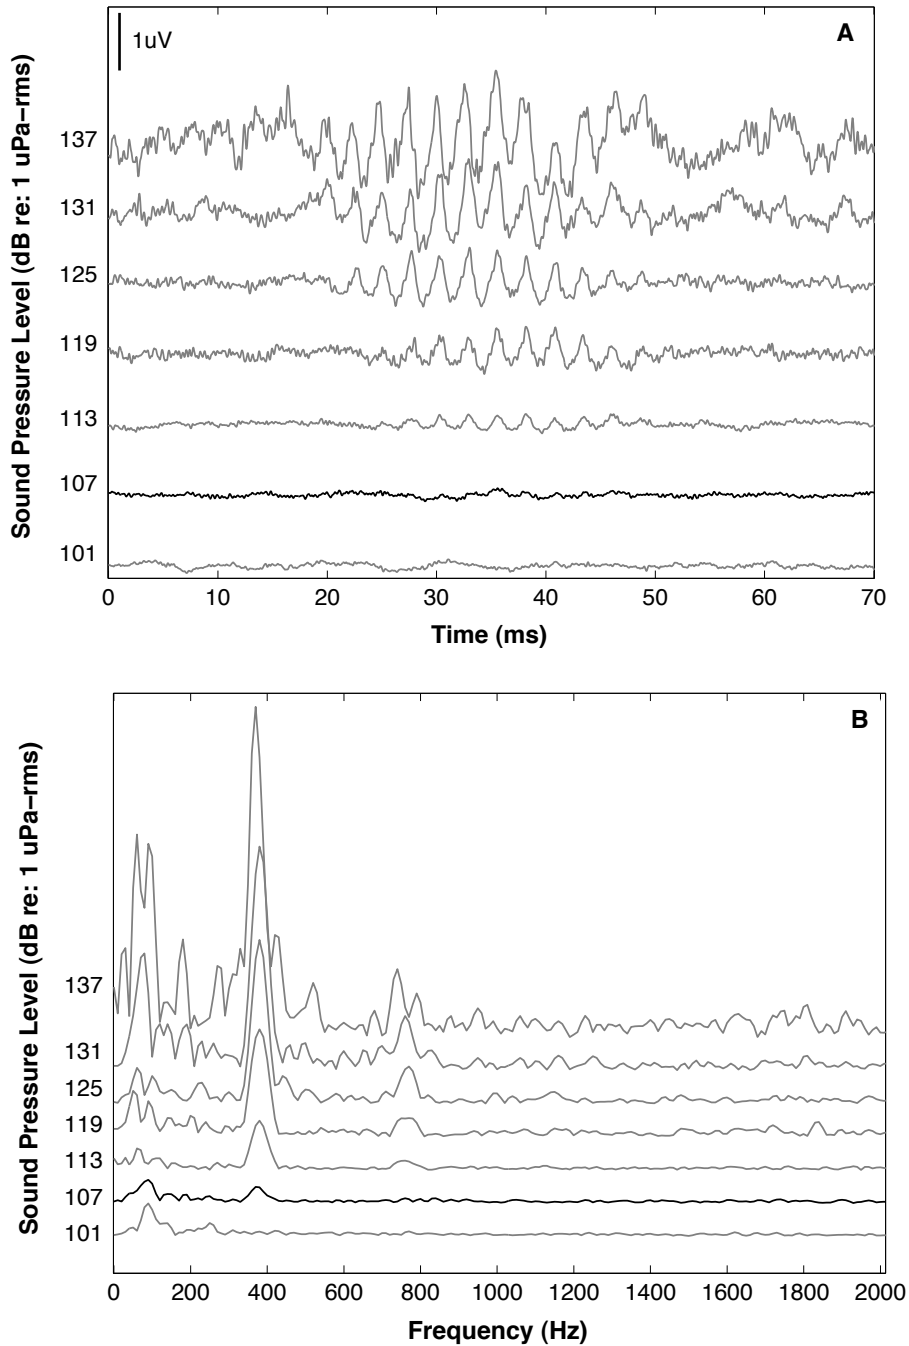 1uV
A
Sound Pressure Level (dB re: 1 uPa−rms)
137
131
125
119
113
107
101
0 10 20 30 40 50 60 70
Time (ms)
B
Sound Pressure Level (dB re: 1 uPa−rms)
137
131
125
119
113
107
101
0 200 400 600 800 1000 1200 1400 1600 1800 2000
Frequency (Hz)